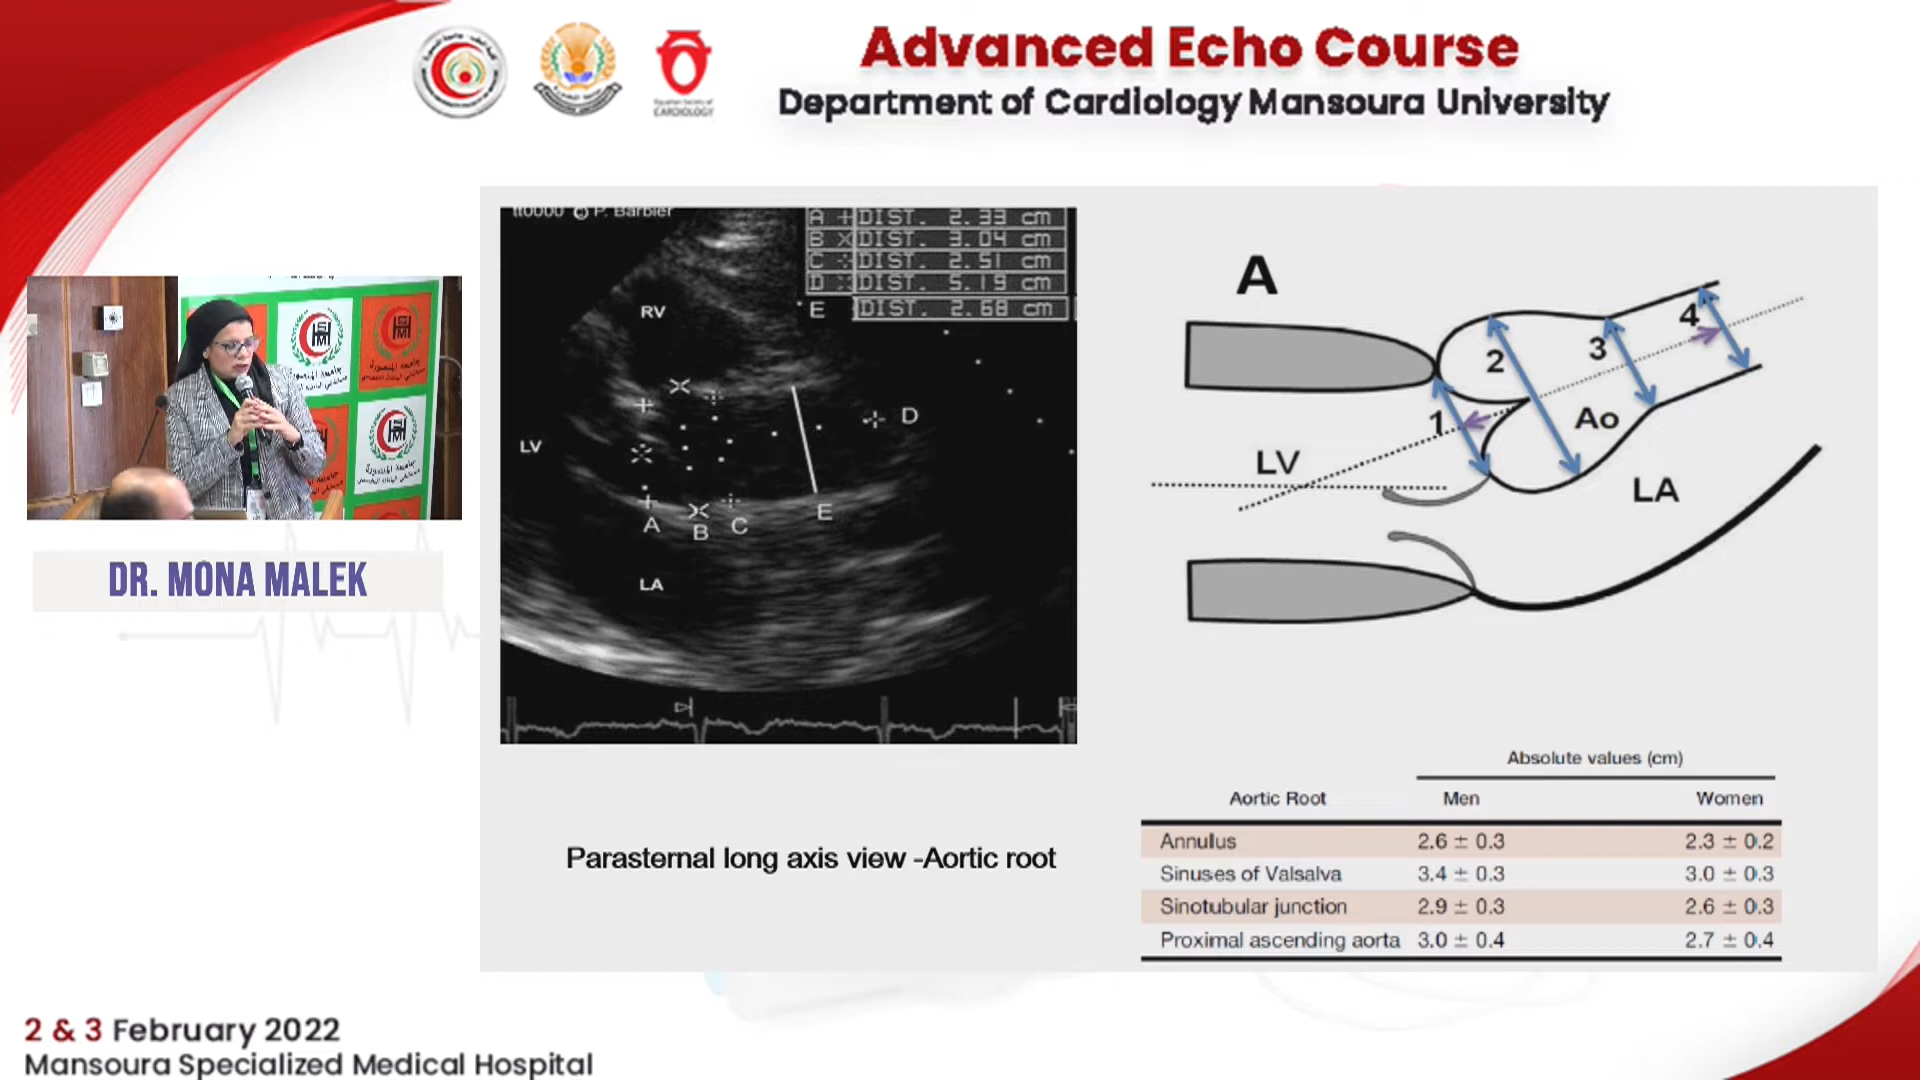 Advanced Echo Course
Department of Cardiology Mansoura University
Egyptian Society of
CARDIOLOGY
tt0000 © P. Barbier
A + DIST. 2.33 cm
B X DIST. 3.04 cm
C DIST. 2.51 cm
D DIST. 5.19 cm
E DIST. 2.68 cm
RV
LV
D
A
B
C
E
LA
A
1
2
3
4
Ao
LV
LA
DR. MONA MALEK
Parasternal long axis view -Aortic root
Absolute values (cm)
Aortic Root Men Women
Annulus 2.6 ± 0.3 2.3 ± 0.2
Sinuses of Valsalva 3.4 ± 0.3 3.0 ± 0.3
Sinotubular junction 2.9 ± 0.3 2.6 ± 0.3
Proximal ascending aorta 3.0 ± 0.4 2.7 ± 0.4
2 & 3 February 2022
Mansoura Specialized Medical Hospital